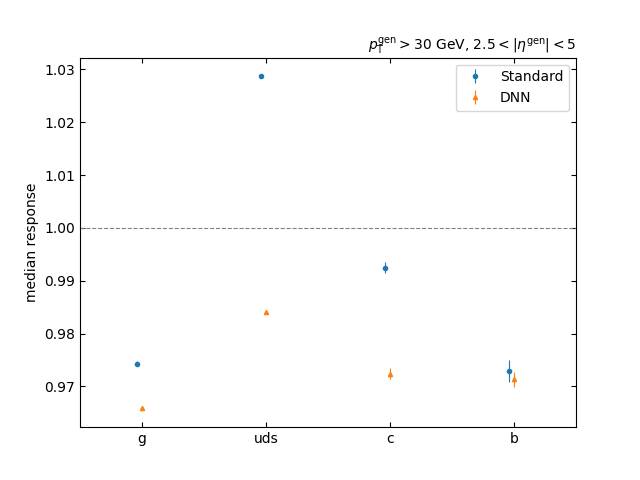 p_T^gen > 30 GeV, 2.5 < |η^gen| < 5
Standard
DNN
median response
1.03
1.02
1.01
1.00
0.99
0.98
0.97
g uds c b